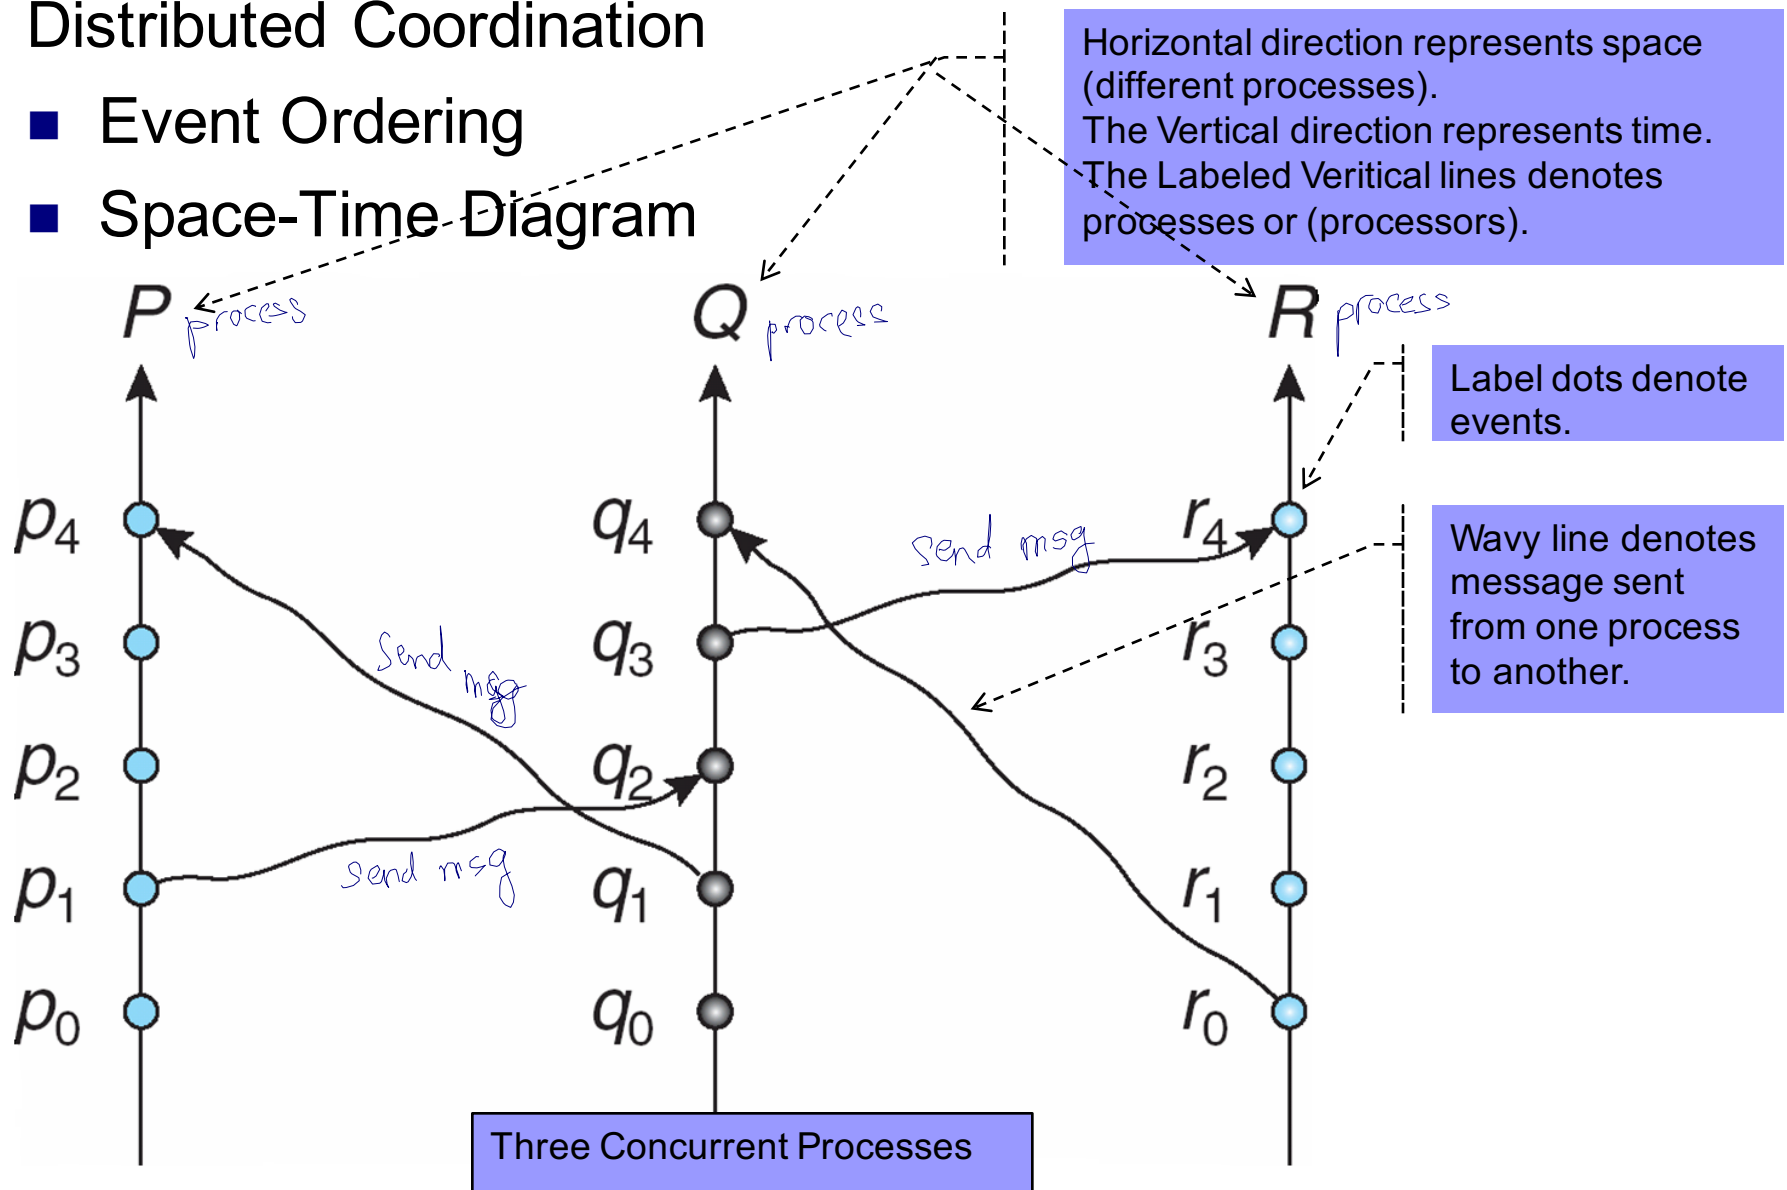 Distributed Coordination
■ Event Ordering
■ Space-Time Diagram
Horizontal direction represents space
(different processes).
The Vertical direction represents time.
The Labeled Veritical lines denotes
processes or (processors).
P process
Q process
R process
Label dots denote
events.
Wavy line denotes
message sent
from one process
to another.
p4
q4
send msg
r4
p3
Send
msg
q3
r3
p2
q2
r2
p1
send msg
q1
r1
p0
q0
r0
Three Concurrent Processes